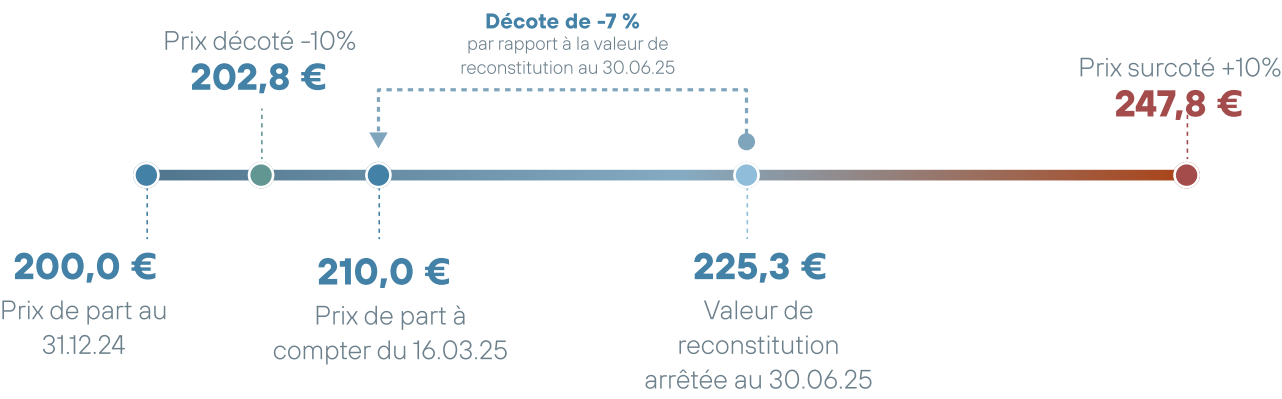 Décote de -7 %
par rapport à la valeur de
reconstitution au 30.06.25
Prix décoté -10%
202,8 €
Prix surcoté +10%
247,8 €
200,0 €
Prix de part au
31.12.24
210,0 €
Prix de part à
compter du 16.03.25
225,3 €
Valeur de
reconstitution
arrêtée au 30.06.25